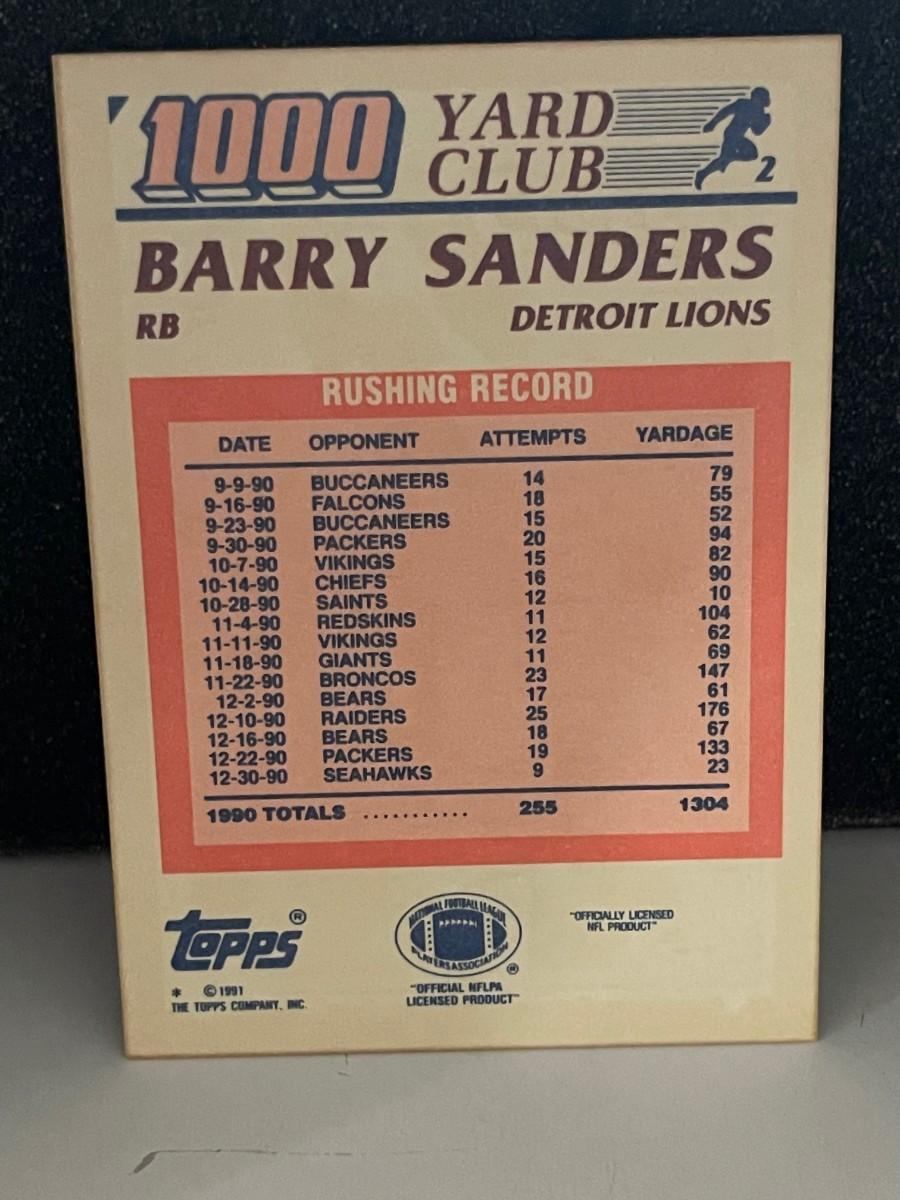 1000 YARD CLUB
2
BARRY SANDERS
RB DETROIT LIONS
RUSHING RECORD
DATE OPPONENT ATTEMPTS YARDAGE
9-9-90 BUCCANEERS 14 79
9-16-90 FALCONS 18 55
9-23-90 BUCCANEERS 15 52
9-30-90 PACKERS 20 94
10-7-90 VIKINGS 15 82
10-14-90 CHIEFS 16 90
10-28-90 SAINTS 12 10
11-4-90 REDSKINS 11 104
11-11-90 VIKINGS 12 62
11-18-90 GIANTS 11 69
11-22-90 BRONCOS 23 147
12-2-90 BEARS 17 61
12-10-90 RAIDERS 25 176
12-16-90 BEARS 18 67
12-22-90 PACKERS 19 133
12-30-90 SEAHAWKS 9 23
1990 TOTALS ........... 255 1304
topps®
* ©1991
THE TOPPS COMPANY, INC.
NATIONAL FOOTBALL LEAGUE
PLAYERS ASSOCIATION
®
"OFFICIAL NFLPA
LICENSED PRODUCT"
"OFFICIALLY LICENSED
NFL PRODUCT"